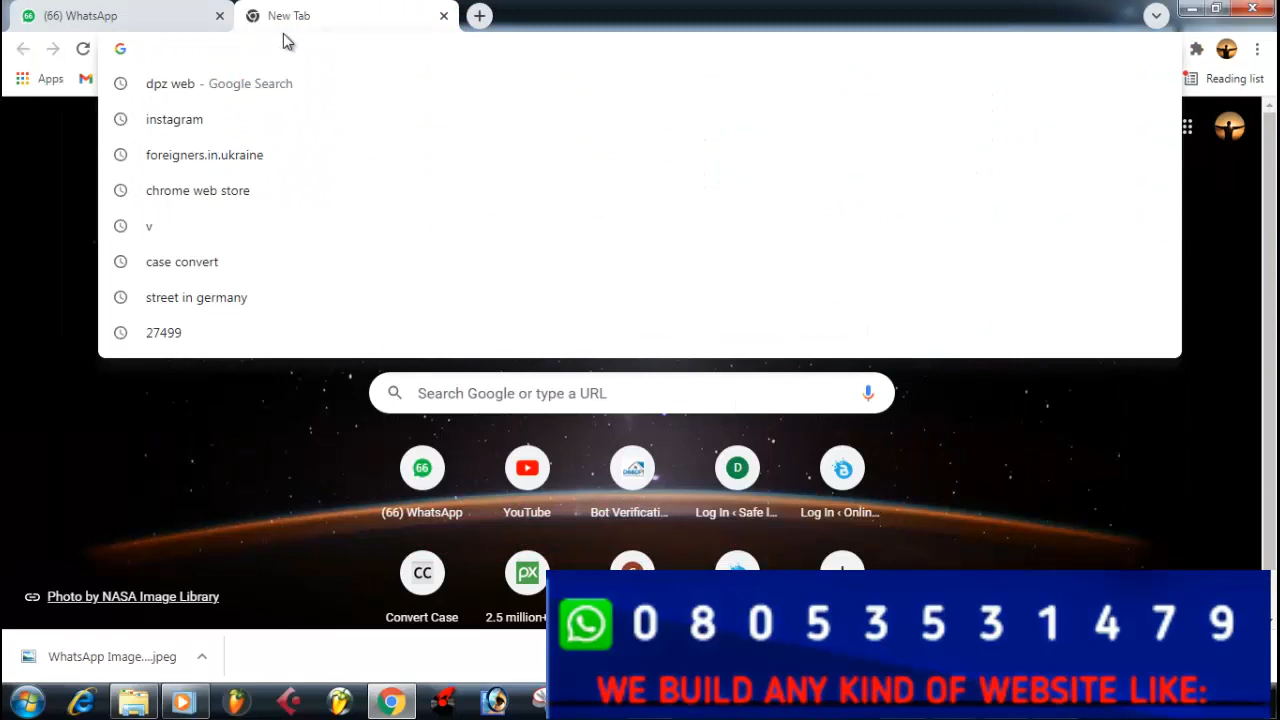 (66) WhatsApp
New Tab
Apps
Reading list
dpz web - Google Search
instagram
foreigners.in.ukraine
chrome web store
v
case convert
street in germany
27499
Search Google or type a URL
66
D
(66) WhatsApp
YouTube
Bot Verificati...
Log In ‹ Safe l...
Log In ‹ Onlin...
CC
px
Convert Case
2.5 million+
Photo by NASA Image Library
WhatsApp Image....jpeg
0 8 0 5 3 5 3 1 4 7 9
WE BUILD ANY KIND OF WEBSITE LIKE: